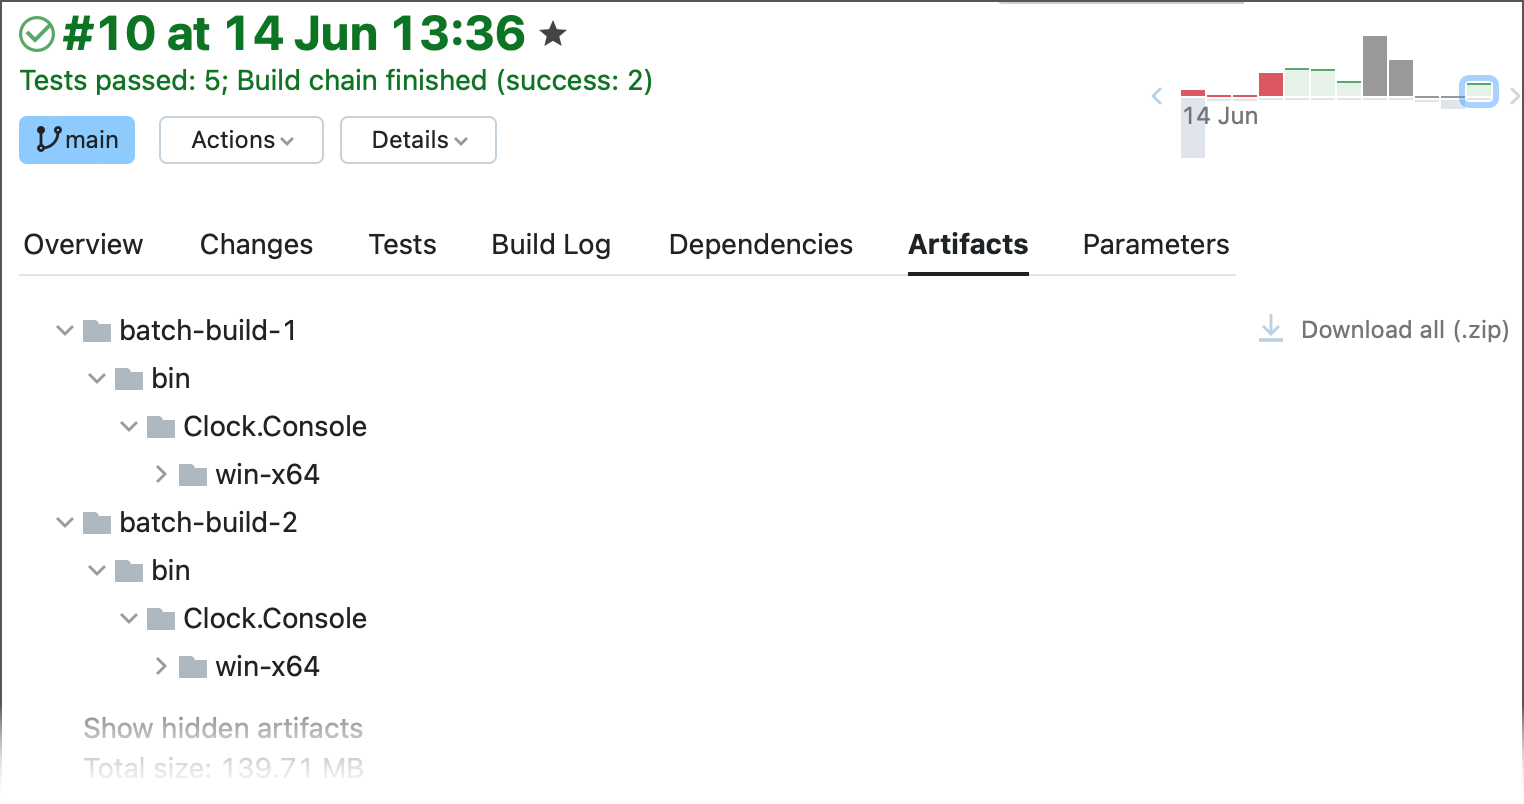 #10 at 14 Jun 13:36
Tests passed: 5; Build chain finished (success: 2)
main Actions Details
14 Jun
Overview Changes Tests Build Log Dependencies Artifacts Parameters
batch-build-1
Download all (.zip)
bin
Clock.Console
win-x64
batch-build-2
bin
Clock.Console
win-x64
Show hidden artifacts
Total size: 139.71 MB